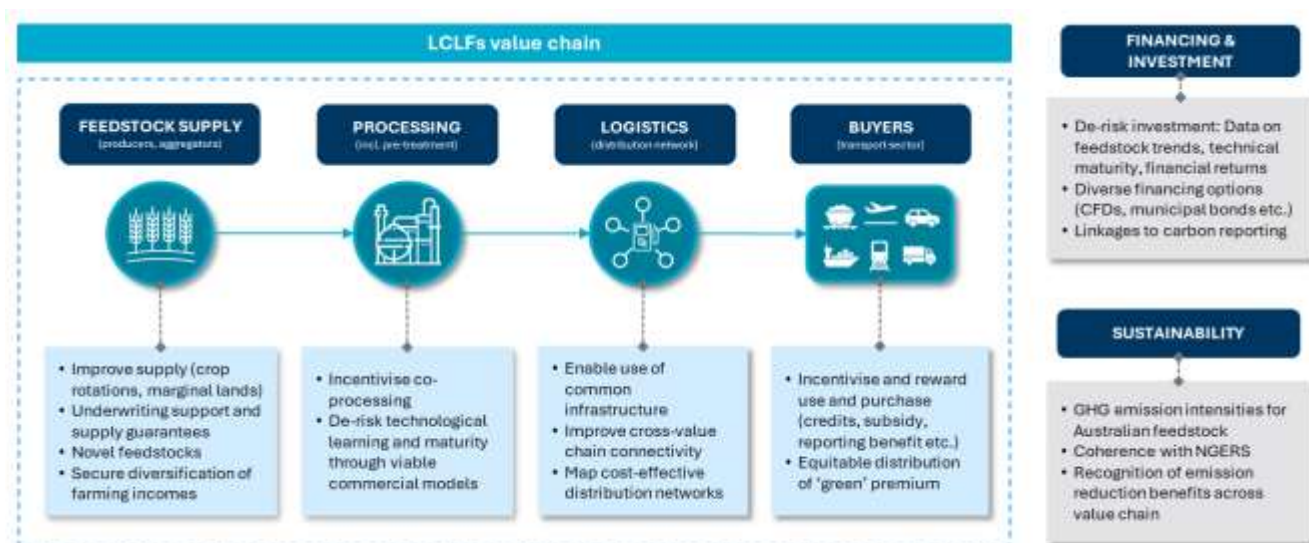 LCLFs value chain
FEEDSTOCK SUPPLY
(producers, aggregators)
PROCESSING
(incl. pre-treatment)
LOGISTICS
(distribution network)
BUYERS
(transport sector)
• Improve supply (crop
rotations, marginal lands)
• Underwriting support and
supply guarantees
• Novel feedstocks
• Secure diversification of
farming incomes
• Incentivise co-
processing
• De-risk technological
learning and maturity
through viable
commercial models
• Enable use of
common
infrastructure
• Improve cross-value
chain connectivity
• Map cost-effective
distribution networks
• Incentivise and reward
use and purchase
(credits, subsidy,
reporting benefit etc.)
• Equitable distribution
of 'green' premium
FINANCING &
INVESTMENT
• De-risk investment: Data on
feedstock trends, technical
maturity, financial returns
• Diverse financing options
(CFDs, municipal bonds etc.)
• Linkages to carbon reporting
SUSTAINABILITY
• GHG emission intensities for
Australian feedstock
• Coherence with NGERS
• Recognition of emission
reduction benefits across
value chain